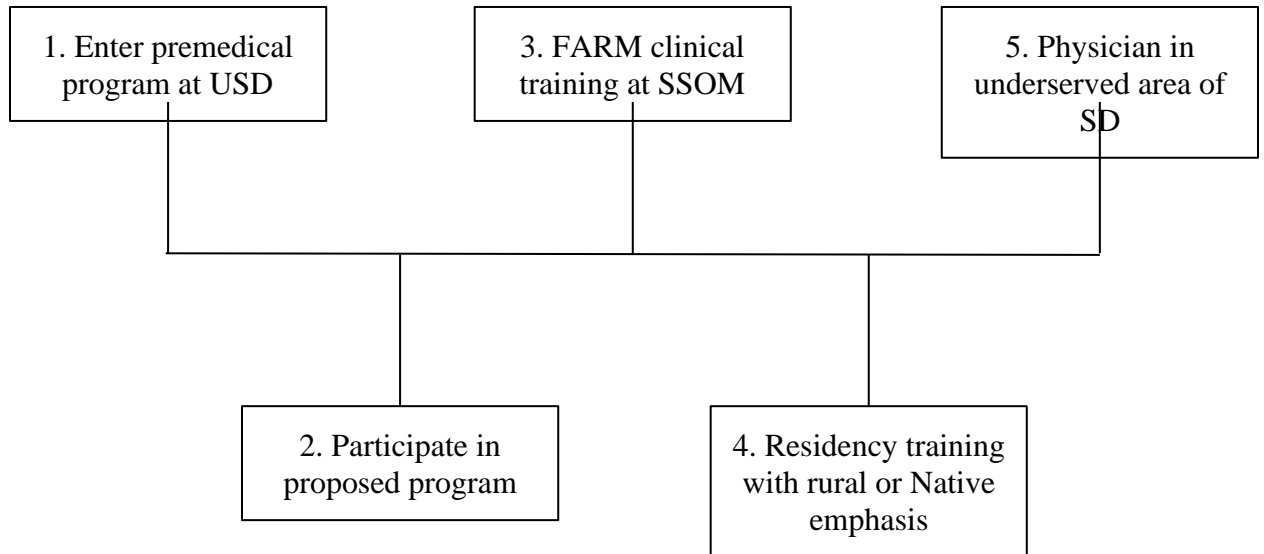 1. Enter premedical
program at USD
3. FARM clinical
training at SSOM
5. Physician in
underserved area of
SD
2. Participate in
proposed program
4. Residency training
with rural or Native
emphasis